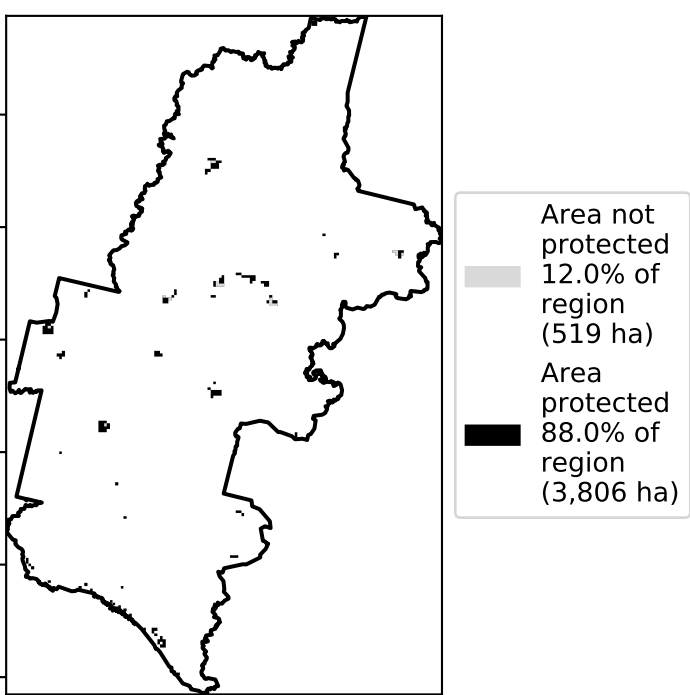 Area not
protected
12.0% of
region
(519 ha)
Area
protected
88.0% of
region
(3,806 ha)